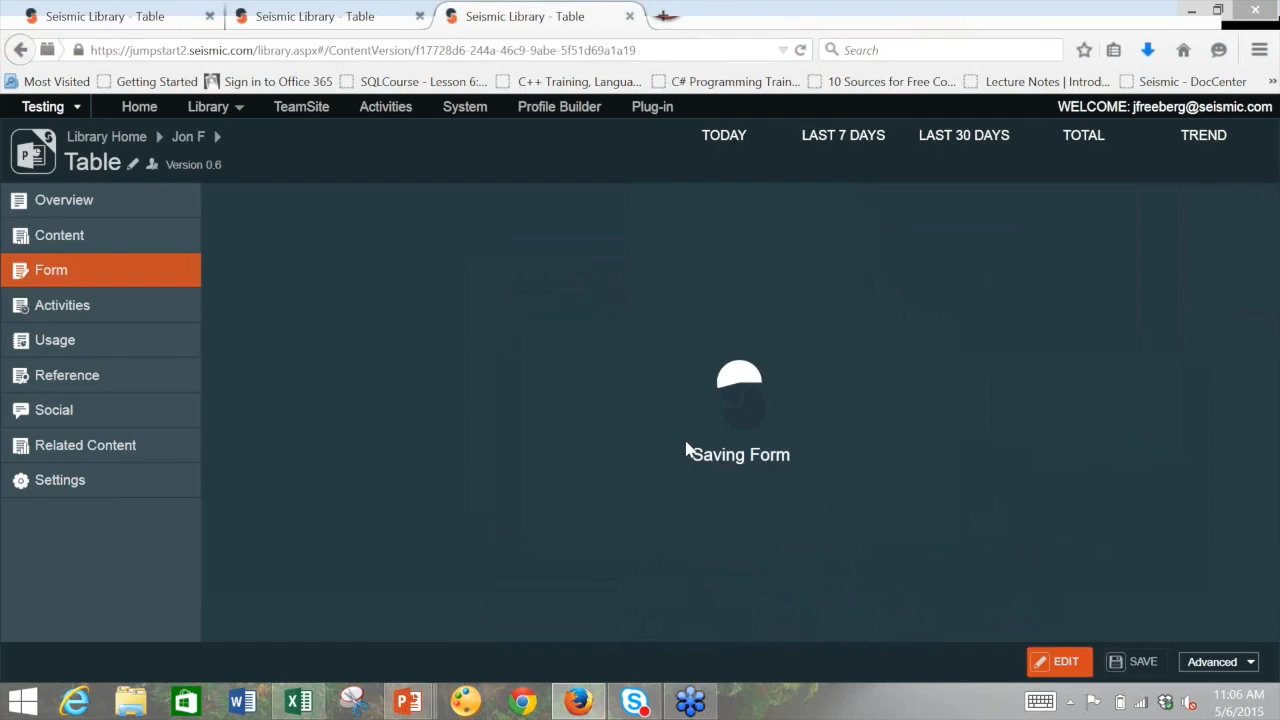 Seismic Library - Table
Seismic Library - Table
Seismic Library - Table
https://jumpstart2.seismic.com/library.aspx#/ContentVersion/f17728d6-244a-46c9-9ab5-5f51d69a1a19
Search
Most Visited
Getting Started
Sign in to Office 365
SQLCourse - Lesson 6:...
C++ Training, Langua...
C# Programming Train...
10 Sources for Free Co...
Lecture Notes | Introd...
Seismic - DocCenter
Testing
Home
Library
TeamSite
Activities
System
Profile Builder
Plug-in
WELCOME: jfreeberg@seismic.com
Library Home
Jon F
Table
Version 0.6
TODAY
LAST 7 DAYS
LAST 30 DAYS
TOTAL
TREND
Overview
Content
Form
Activities
Usage
Reference
Social
Related Content
Settings
Saving Form
EDIT
SAVE
Advanced
11:06 AM
5/6/2015